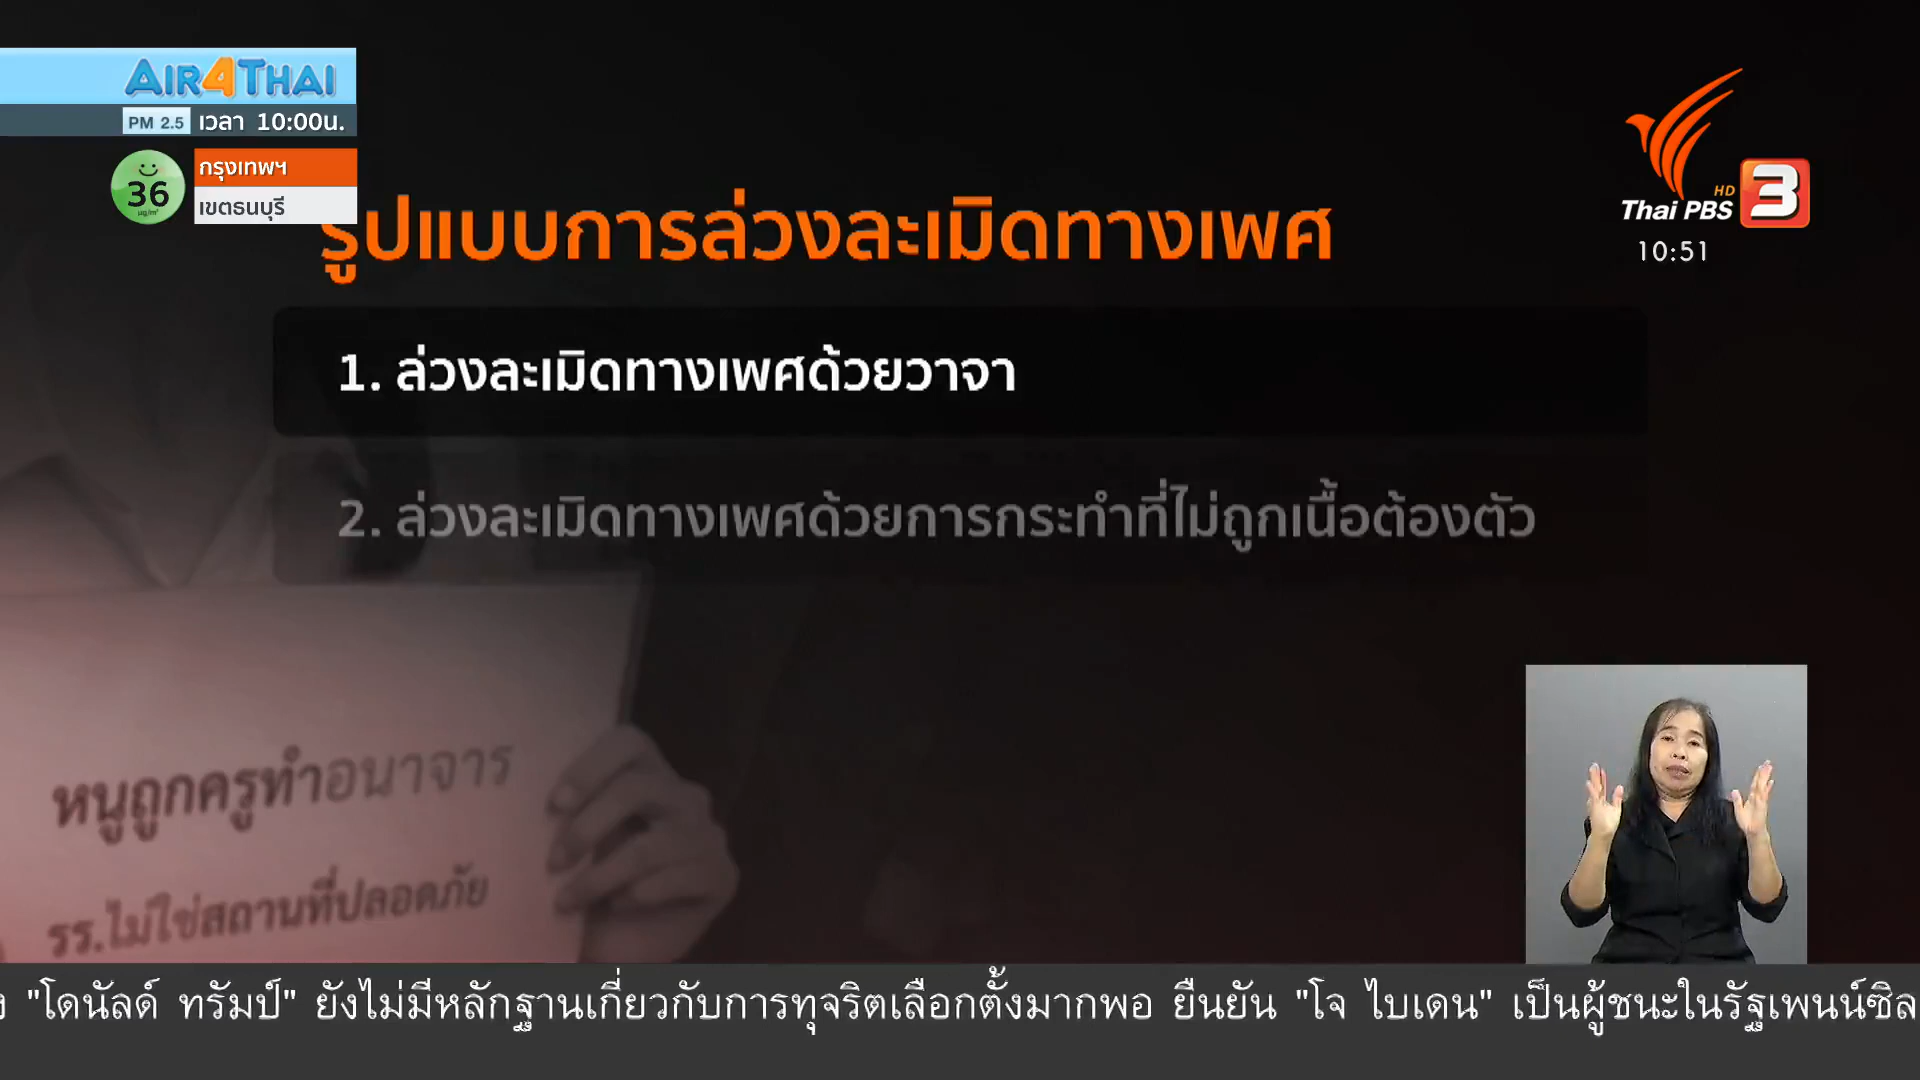 AIR4THAI
PM 2.5 เวลา 10:00น.
36
กรุงเทพฯ
µg/m³
เขตธนบุรี
HD
3
Thai PBS
10:51
รูปแบบการล่วงละเมิดทางเพศ
1. ล่วงละเมิดทางเพศด้วยวาจา
2. ล่วงละเมิดทางเพศด้วยการกระทำที่ไม่ถูกเนื้อต้องตัว
หนูถูกครูทำอนาจาร
รร.ไม่ใช่สถานที่ปลอดภัย
"โดนัลด์ ทรัมป์" ยังไม่มีหลักฐานเกี่ยวกับการทุจริตเลือกตั้งมากพอ ยืนยัน "โจ ไบเดน" เป็นผู้ชนะในรัฐเพนน์ซิล